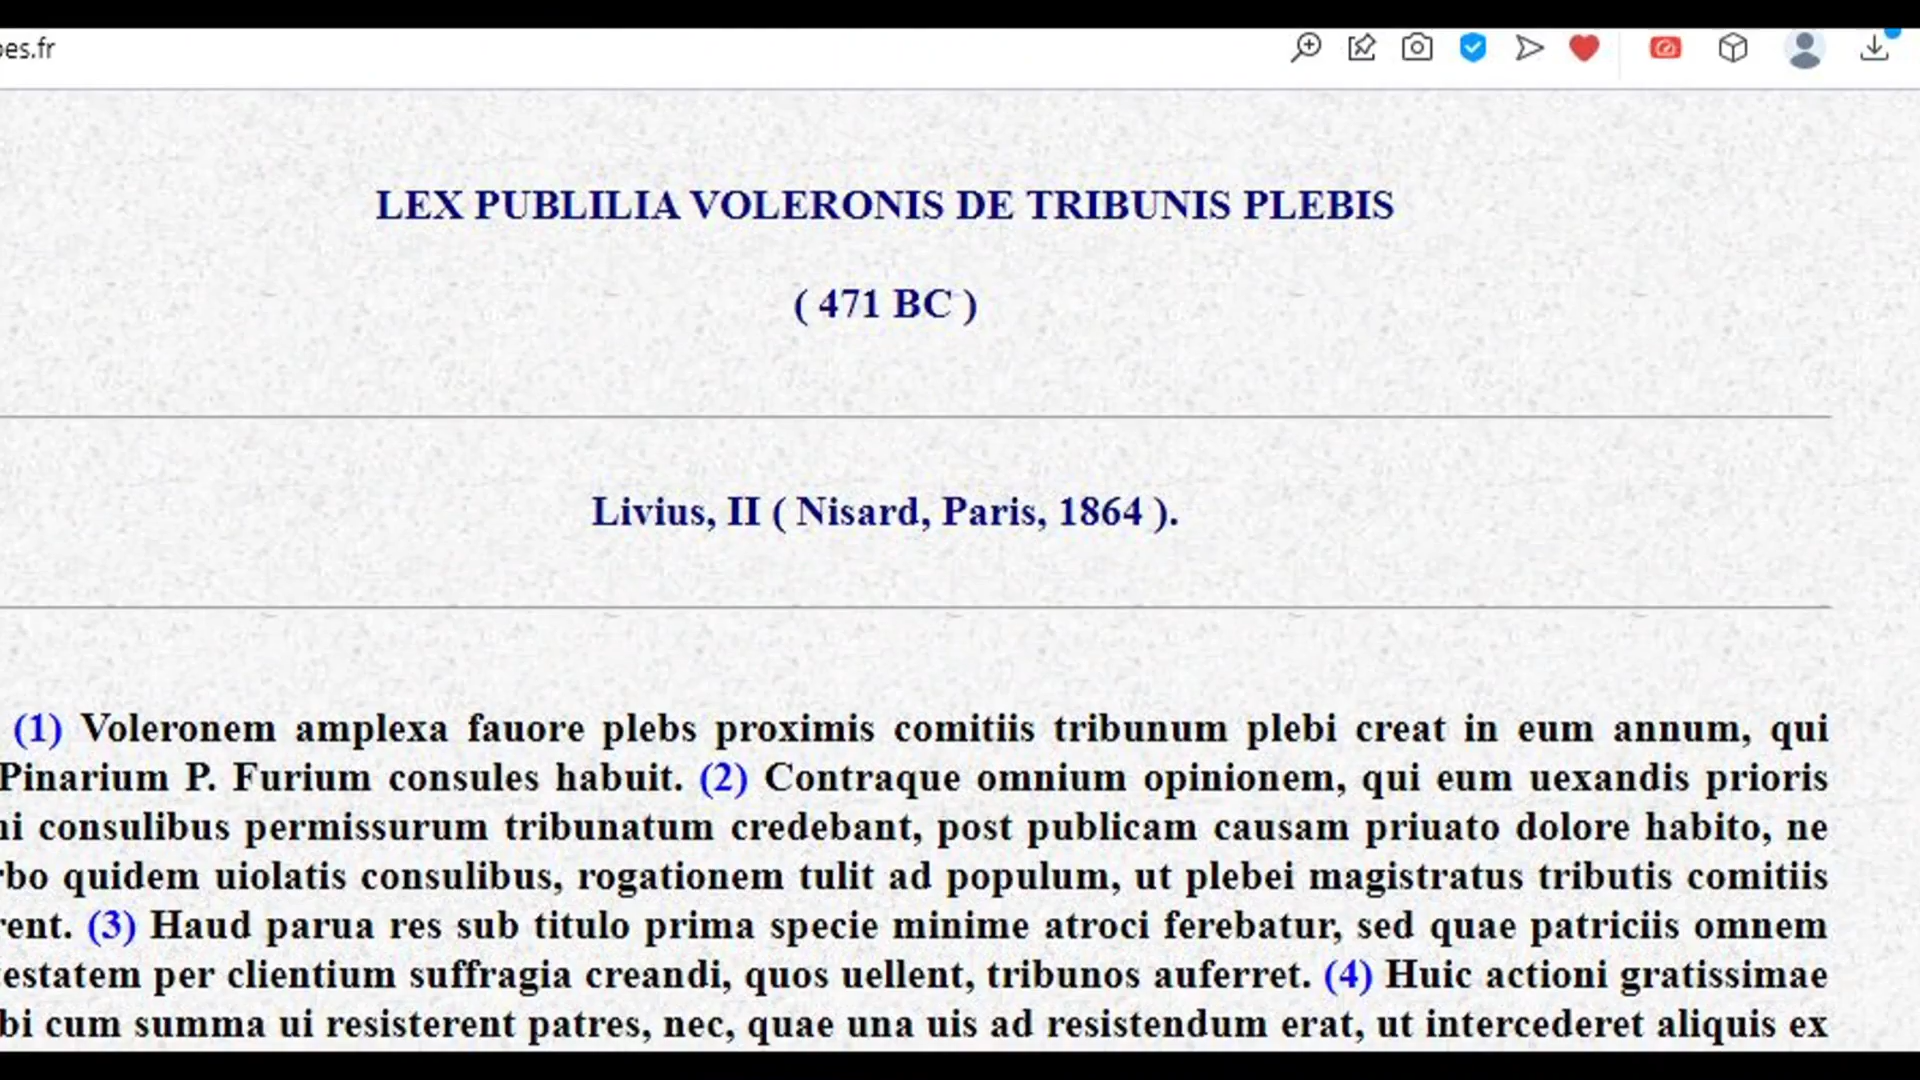 es.fr
LEX PUBLILIA VOLERONIS DE TRIBUNIS PLEBIS
( 471 BC )
Livius, II ( Nisard, Paris, 1864 ).
(1) Voleronem amplexa fauore plebs proximis comitiis tribunum plebi creat in eum annum, qui
Pinarium P. Furium consules habuit. (2) Contraque omnium opinionem, qui eum uexandis prioris
ni consulibus permissurum tribunatum credebant, post publicam causam priuato dolore habito, ne
rbo quidem uiolatis consulibus, rogationem tulit ad populum, ut plebei magistratus tributis comitiis
rent. (3) Haud parua res sub titulo prima specie minime atroci ferebatur, sed quae patriciis omnem
estatem per clientium suffragia creandi, quos uellent, tribunos auferret. (4) Huic actioni gratissimae
bi cum summa ui resisterent patres, nec, quae una uis ad resistendum erat, ut intercederet aliquis ex